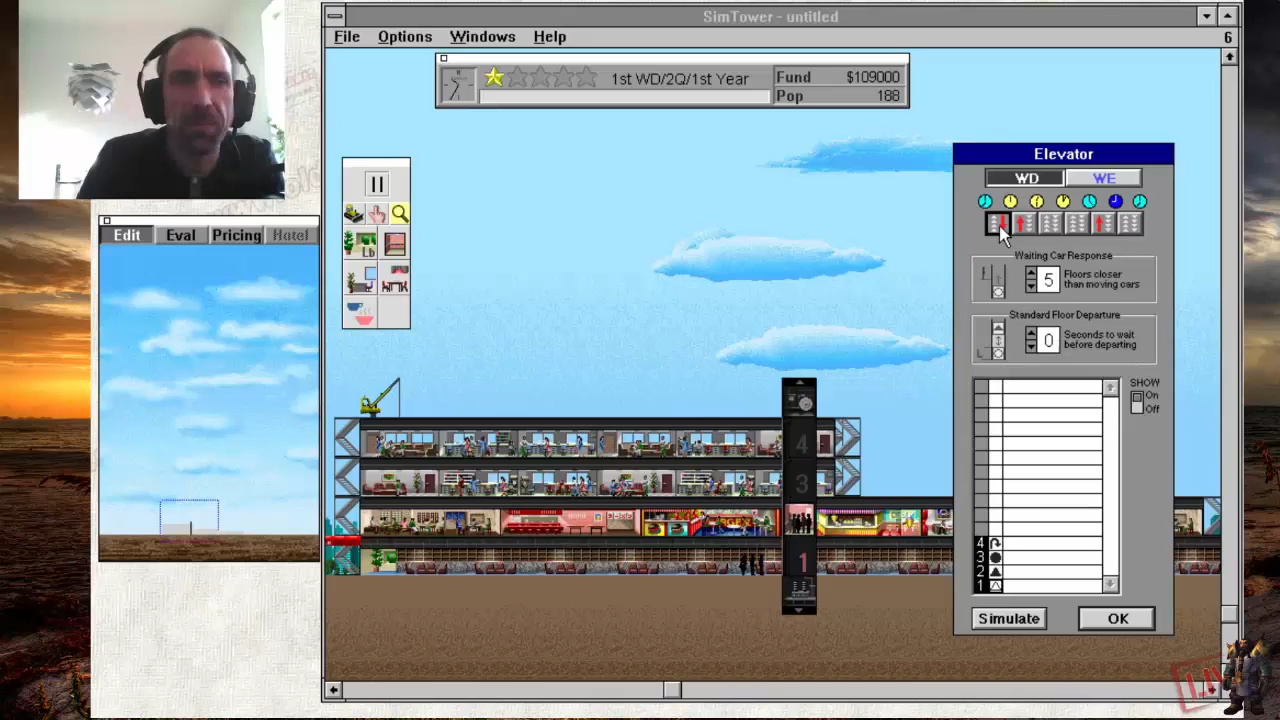 SimTower - untitled
File Options Windows Help
6
1st WD/2Q/1st Year
Fund $109000
Pop 188
Elevator
WD WE
Waiting Car Response
5 Floors closer
than moving cars
Standard Floor Departure
0 Seconds to wait
before departing
SHOW
On
Off
4
3
2
1
Simulate OK
Edit Eval Pricing Hotel
Lb
4
3
1